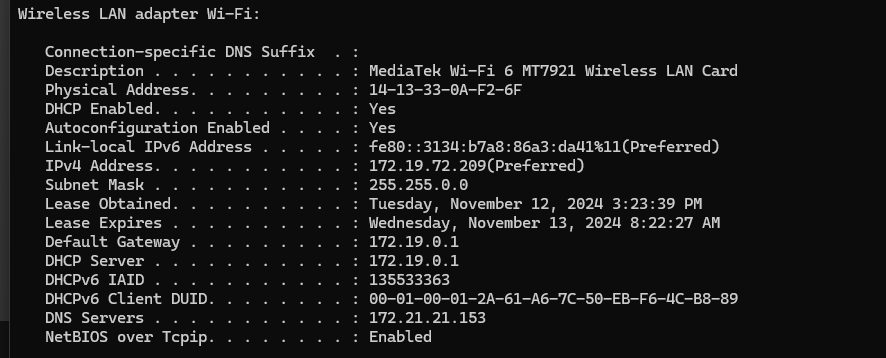 Wireless LAN adapter Wi-Fi:
Connection-specific DNS Suffix  . :
Description . . . . . . . . . . . : MediaTek Wi-Fi 6 MT7921 Wireless LAN Card
Physical Address. . . . . . . . . : 14-13-33-0A-F2-6F
DHCP Enabled. . . . . . . . . . . : Yes
Autoconfiguration Enabled . . . . : Yes
Link-local IPv6 Address . . . . . : fe80::3134:b7a8:86a3:da41%11(Preferred)
IPv4 Address. . . . . . . . . . . : 172.19.72.209(Preferred)
Subnet Mask . . . . . . . . . . . : 255.255.0.0
Lease Obtained. . . . . . . . . . : Tuesday, November 12, 2024 3:23:39 PM
Lease Expires . . . . . . . . . . : Wednesday, November 13, 2024 8:22:27 AM
Default Gateway . . . . . . . . . : 172.19.0.1
DHCP Server . . . . . . . . . . . : 172.19.0.1
DHCPv6 IAID . . . . . . . . . . . : 135533363
DHCPv6 Client DUID. . . . . . . . : 00-01-00-01-2A-61-A6-7C-50-EB-F6-4C-B8-89
DNS Servers . . . . . . . . . . . : 172.21.21.153
NetBIOS over Tcpip. . . . . . . . : Enabled